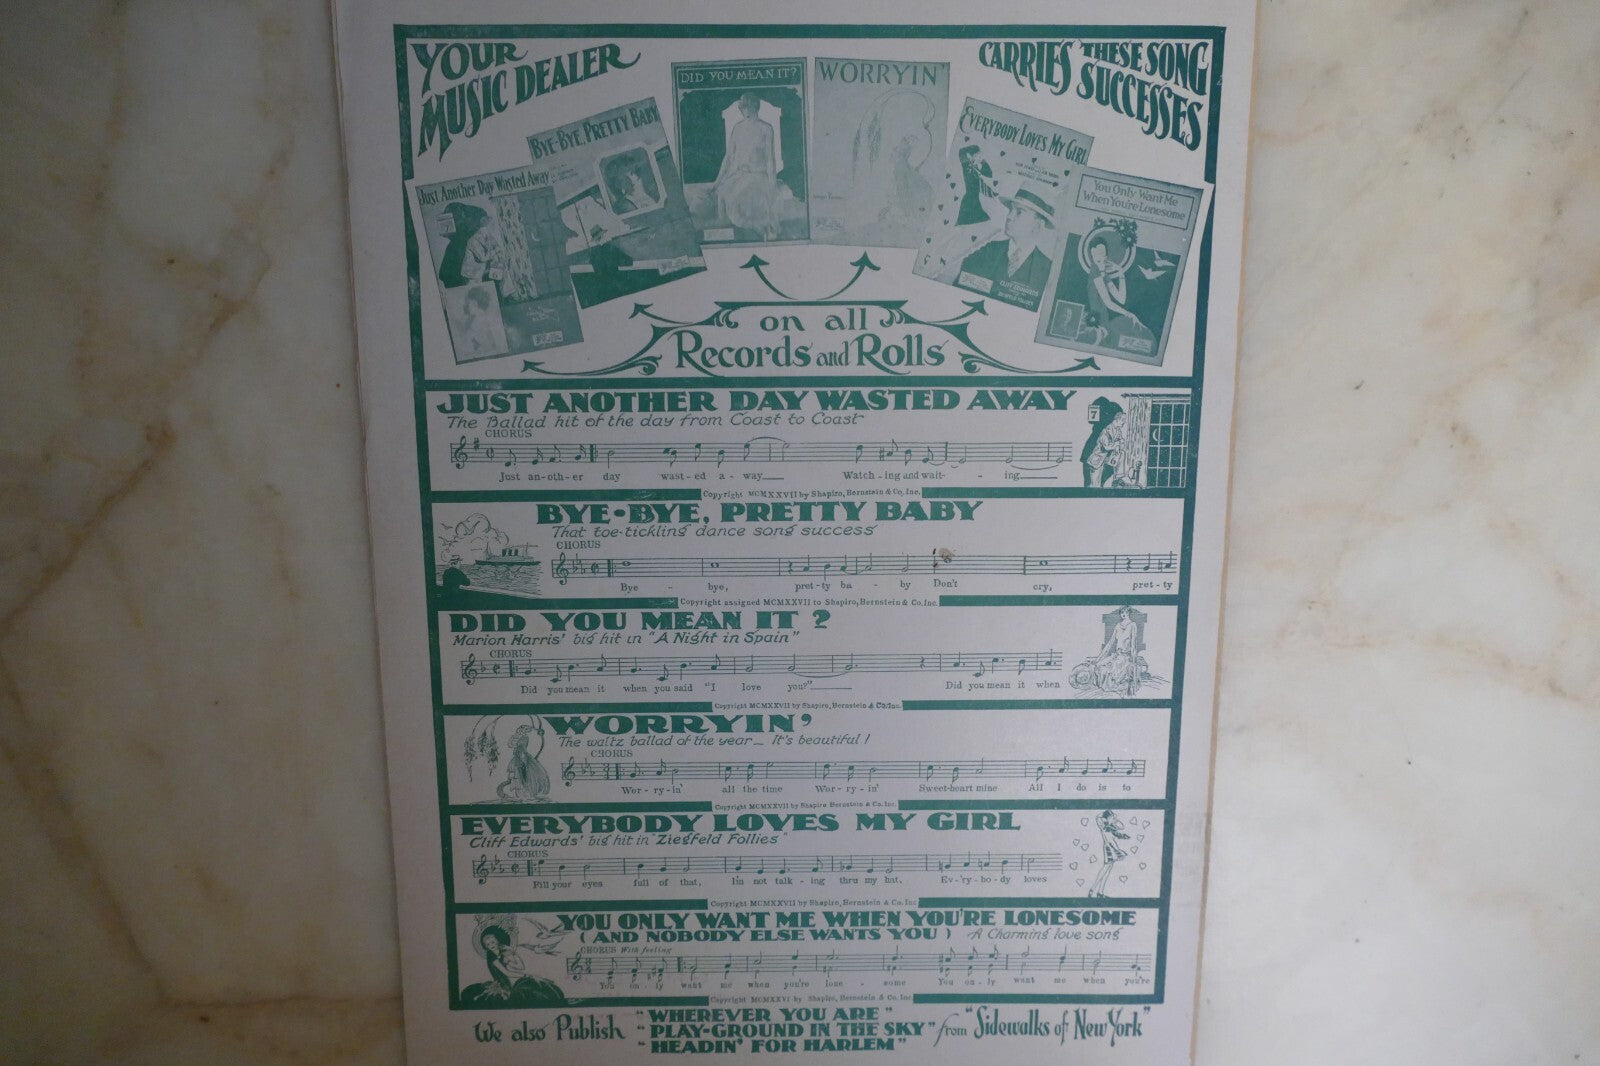 YOUR
MUSIC DEALER
CARRIES THESE SONG
SUCCESSES
Just Another Day Wasted Away
BYE-BYE, PRETTY BABY
DID YOU MEAN IT?
WORRYIN'
EVERYBODY LOVES MY GIRL
CLIFF EDWARDS
You Only Want Me
When You're Lonesome
on all
Records and Rolls
JUST ANOTHER DAY WASTED AWAY
The Ballad hit of the day from Coast to Coast
CHORUS
7
Just an-oth-er day wast-ed a-way Watch-ing and wait-ing
Copyright MCMXXVII by Shapiro, Bernstein & Co. Inc.
BYE-BYE, PRETTY BABY
That toe-tickling dance song success
CHORUS
Bye - bye, pret-ty ba - by Don't cry, pret-ty
Copyright assigned MCMXXVII to Shapiro, Bernstein & Co. Inc.
DID YOU MEAN IT?
Marion Harris' big hit in "A Night in Spain"
CHORUS
Did you mean it when you said "I love you?" Did you mean it when
Copyright MCMXXVII by Shapiro, Bernstein & Co. Inc.
WORRYIN'
The waltz ballad of the year_ It's beautiful!
CHORUS
Wor-ry-in' all the time Wor-ry-in' Sweet-heart mine All I do is to
Copyright MCMXXVII by Shapiro Bernstein & Co. Inc.
EVERYBODY LOVES MY GIRL
Cliff Edwards' big hit in "Ziegfeld Follies"
CHORUS
Fill your eyes full of that, I'm not talk-ing thru my hat, Ev-'ry-bo-dy loves
Copyright MCMXXVII by Shapiro, Bernstein & Co. Inc
YOU ONLY WANT ME WHEN YOU'RE LONESOME
(AND NOBODY ELSE WANTS YOU) A Charming love song
CHORUS With feeling
You on-ly want me when you're lone - some You on-ly want me when you're
Copyright MCMXXVI by Shapiro, Bernstein & Co. Inc
We also Publish "WHEREVER YOU ARE"
"PLAY-GROUND IN THE SKY" from "Sidewalks of New York"
"HEADIN' FOR HARLEM"